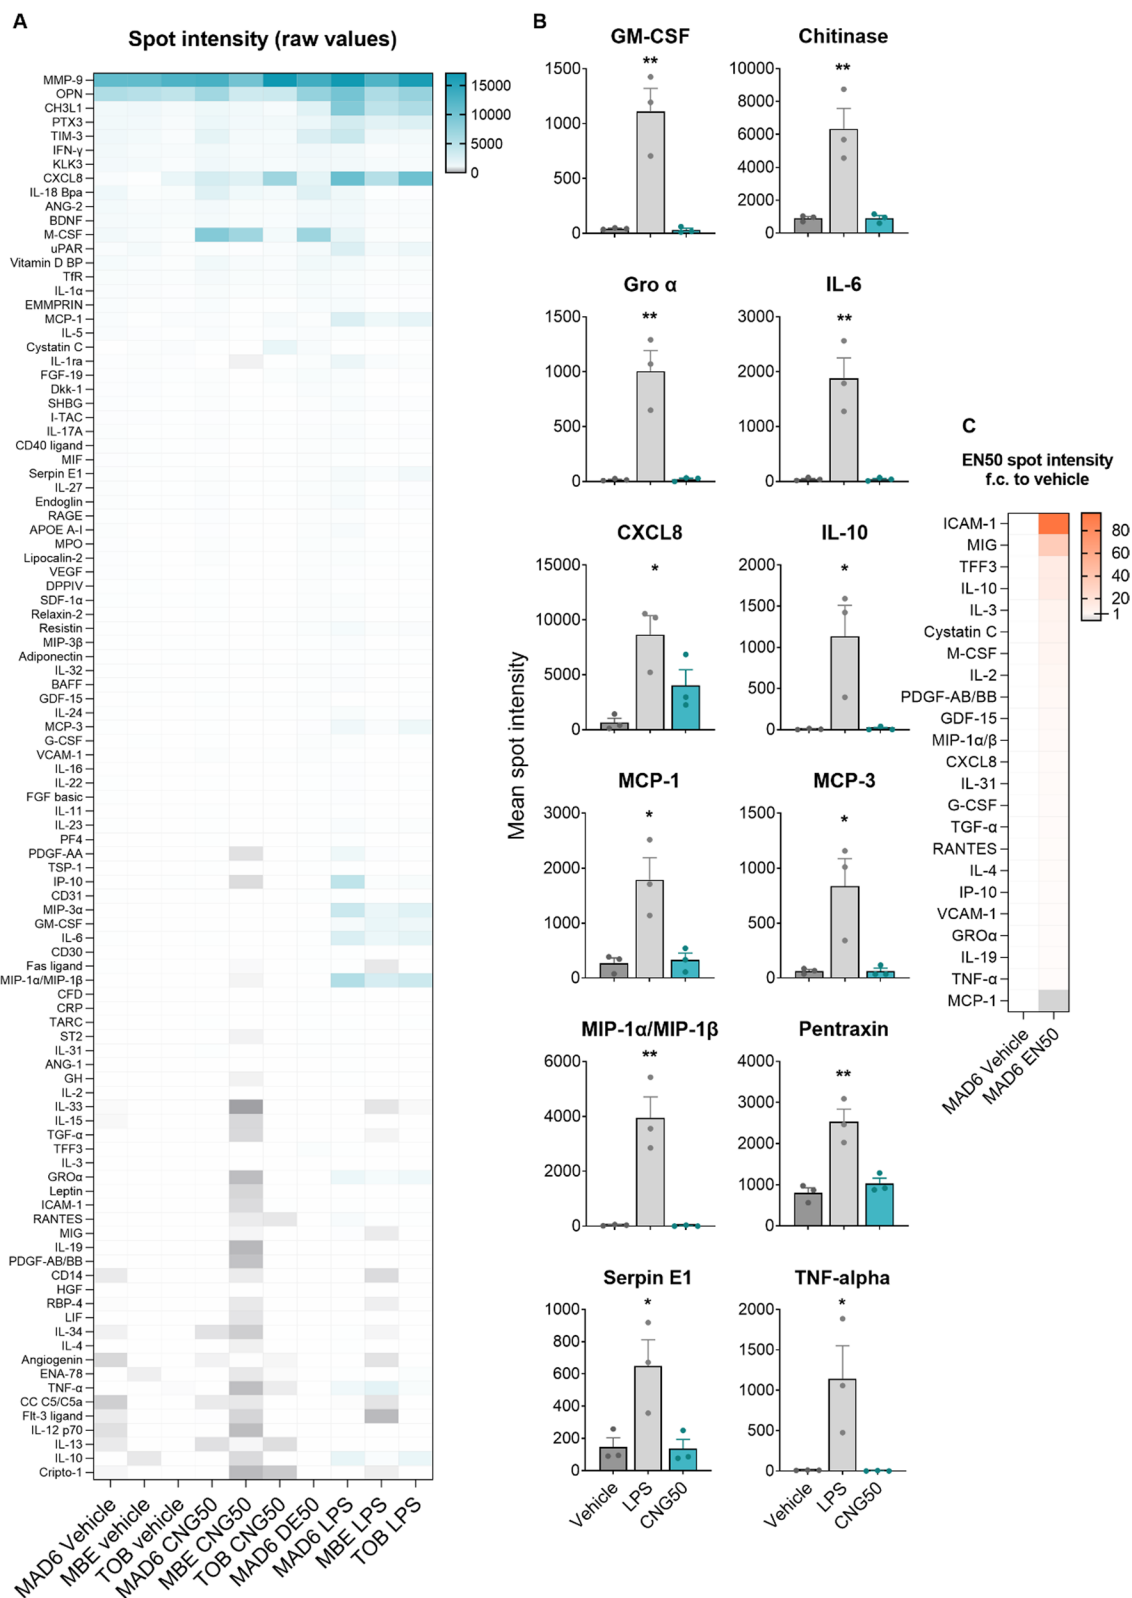 A
Spot intensity (raw values)
MMP-9
OPN
CH3L1
PTX3
TIM-3
IFN-γ
KLK3
CXCL8
IL-18 Bpa
ANG-2
BDNF
M-CSF
uPAR
Vitamin D BP
TfR
IL-1α
EMMPRIN
MCP-1
IL-5
Cystatin C
IL-1ra
FGF-19
Dkk-1
SHBG
I-TAC
IL-17A
CD40 ligand
MIF
Serpin E1
IL-27
Endoglin
RAGE
APOE A-I
MPO
Lipocalin-2
VEGF
DPPIV
SDF-1α
Relaxin-2
Resistin
MIP-3β
Adiponectin
IL-32
BAFF
GDF-15
IL-24
MCP-3
G-CSF
VCAM-1
IL-16
IL-22
FGF basic
IL-11
IL-23
PF4
PDGF-AA
TSP-1
IP-10
CD31
MIP-3α
GM-CSF
IL-6
CD30
Fas ligand
MIP-1α/MIP-1β
CFD
CRP
TARC
ST2
IL-31
ANG-1
GH
IL-2
IL-33
IL-15
TGF-α
TFF3
IL-3
GROα
Leptin
ICAM-1
RANTES
MIG
IL-19
PDGF-AB/BB
CD14
HGF
RBP-4
LIF
IL-34
IL-4
Angiogenin
ENA-78
TNF-α
CC C5/C5a
Flt-3 ligand
IL-12 p70
IL-13
IL-10
Cripto-1
MAD6 Vehicle
MBE vehicle
TOB vehicle
MAD6 CNG50
MBE CNG50
TOB CNG50
MAD6 DE50
MAD6 LPS
MBE LPS
TOB LPS
15000
10000
5000
0
B
Mean spot intensity
GM-CSF
**
1500
1000
500
0
Chitinase
**
10000
8000
6000
4000
2000
0
Gro α
**
1500
1000
500
0
IL-6
**
3000
2000
1000
0
CXCL8
*
15000
10000
5000
0
IL-10
*
2000
1500
1000
500
0
MCP-1
*
3000
2000
1000
0
MCP-3
*
1500
1000
500
0
MIP-1α/MIP-1β
**
6000
4000
2000
0
Pentraxin
**
4000
3000
2000
1000
0
Serpin E1
*
1000
800
600
400
200
0
Vehicle
LPS
CNG50
TNF-alpha
*
2000
1500
1000
500
0
Vehicle
LPS
CNG50
C
EN50 spot intensity
f.c. to vehicle
ICAM-1
MIG
TFF3
IL-10
IL-3
Cystatin C
M-CSF
IL-2
PDGF-AB/BB
GDF-15
MIP-1α/β
CXCL8
IL-31
G-CSF
TGF-α
RANTES
IL-4
IP-10
VCAM-1
GROα
IL-19
TNF-α
MCP-1
MAD6 Vehicle
MAD6 EN50
80
60
40
20
1